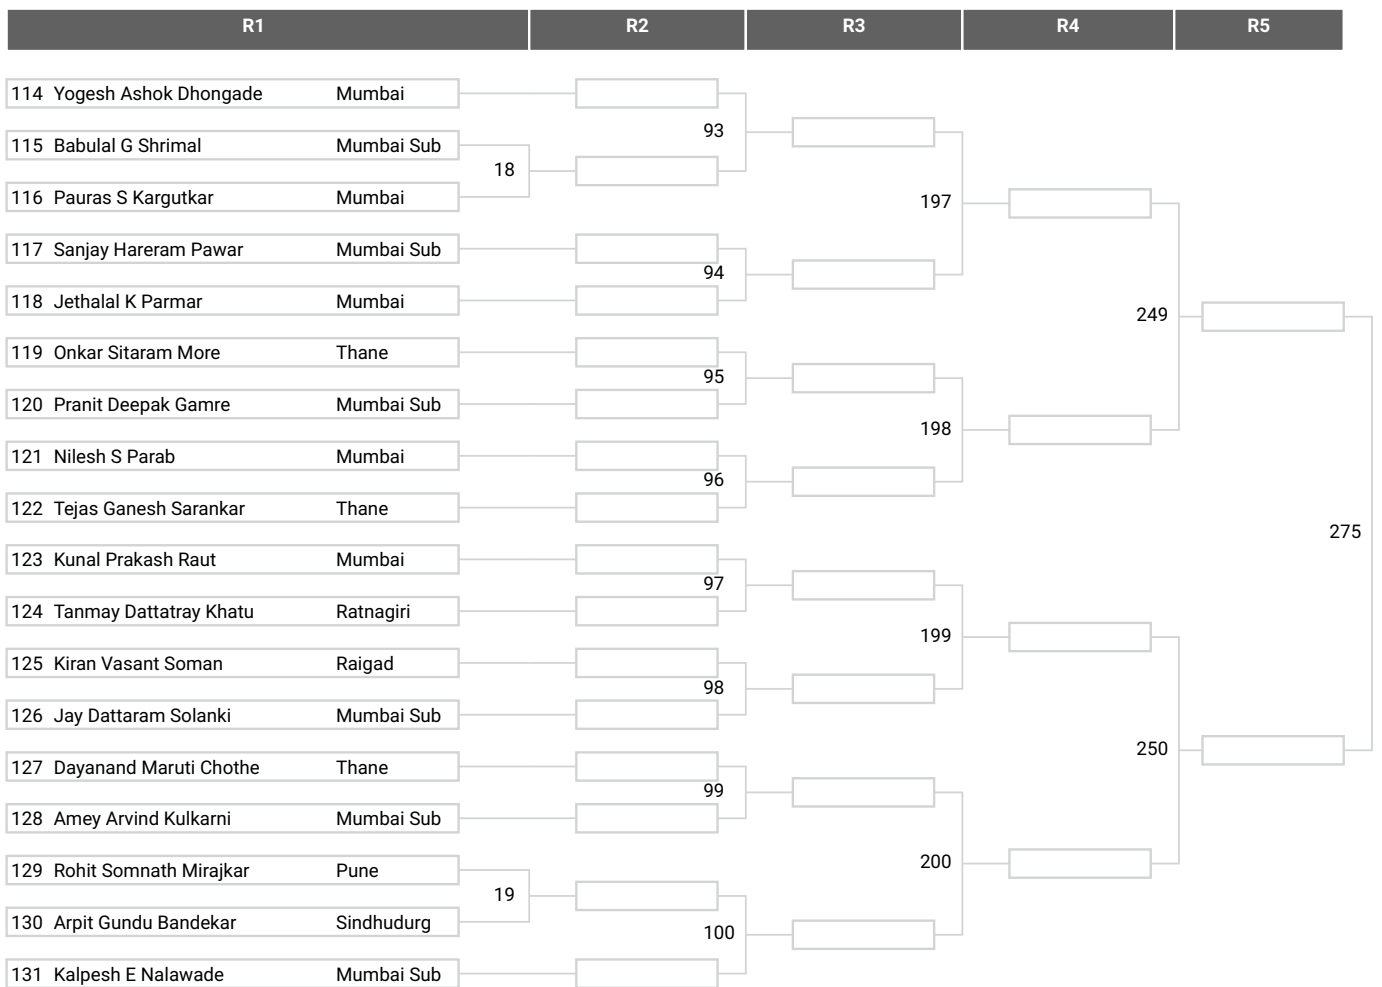 R1 R2 R3 R4 R5
114 Yogesh Ashok Dhongade Mumbai
93
115 Babulal G Shrimal Mumbai Sub
18
116 Pauras S Kargutkar Mumbai
197
117 Sanjay Hareram Pawar Mumbai Sub
94
118 Jethalal K Parmar Mumbai
249
119 Onkar Sitaram More Thane
95
120 Pranit Deepak Gamre Mumbai Sub
198
121 Nilesh S Parab Mumbai
96
122 Tejas Ganesh Sarankar Thane
275
123 Kunal Prakash Raut Mumbai
97
124 Tanmay Dattatray Khatu Ratnagiri
199
125 Kiran Vasant Soman Raigad
98
126 Jay Dattaram Solanki Mumbai Sub
250
127 Dayanand Maruti Chothe Thane
99
128 Amey Arvind Kulkarni Mumbai Sub
200
129 Rohit Somnath Mirajkar Pune
19
130 Arpit Gundu Bandekar Sindhudurg
100
131 Kalpesh E Nalawade Mumbai Sub